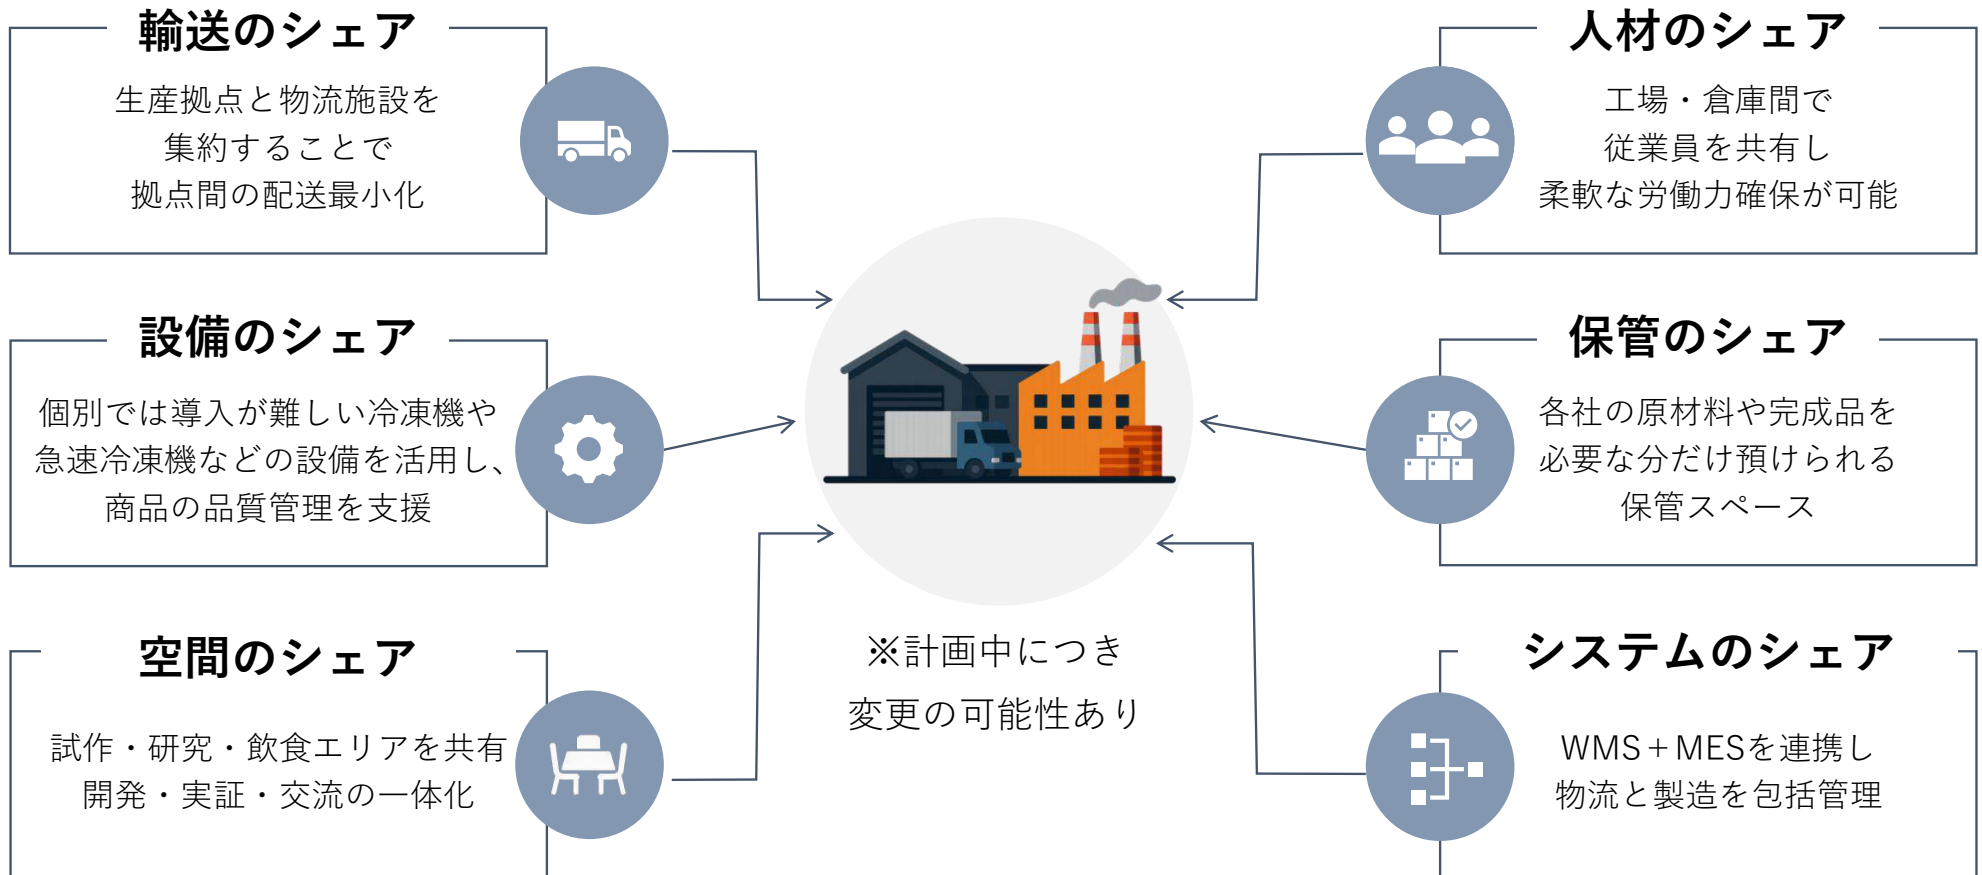 輸送のシェア
生産拠点と物流施設を
集約することで
拠点間の配送最小化
人材のシェア
工場・倉庫間で
従業員を共有し
柔軟な労働力確保が可能
設備のシェア
個別では導入が難しい冷凍機や
急速冷凍機などの設備を活用し、
商品の品質管理を支援
保管のシェア
各社の原材料や完成品を
必要な分だけ預けられる
保管スペース
空間のシェア
試作・研究・飲食エリアを共有
開発・実証・交流の一体化
※計画中につき
変更の可能性あり
システムのシェア
WMS＋MESを連携し
物流と製造を包括管理